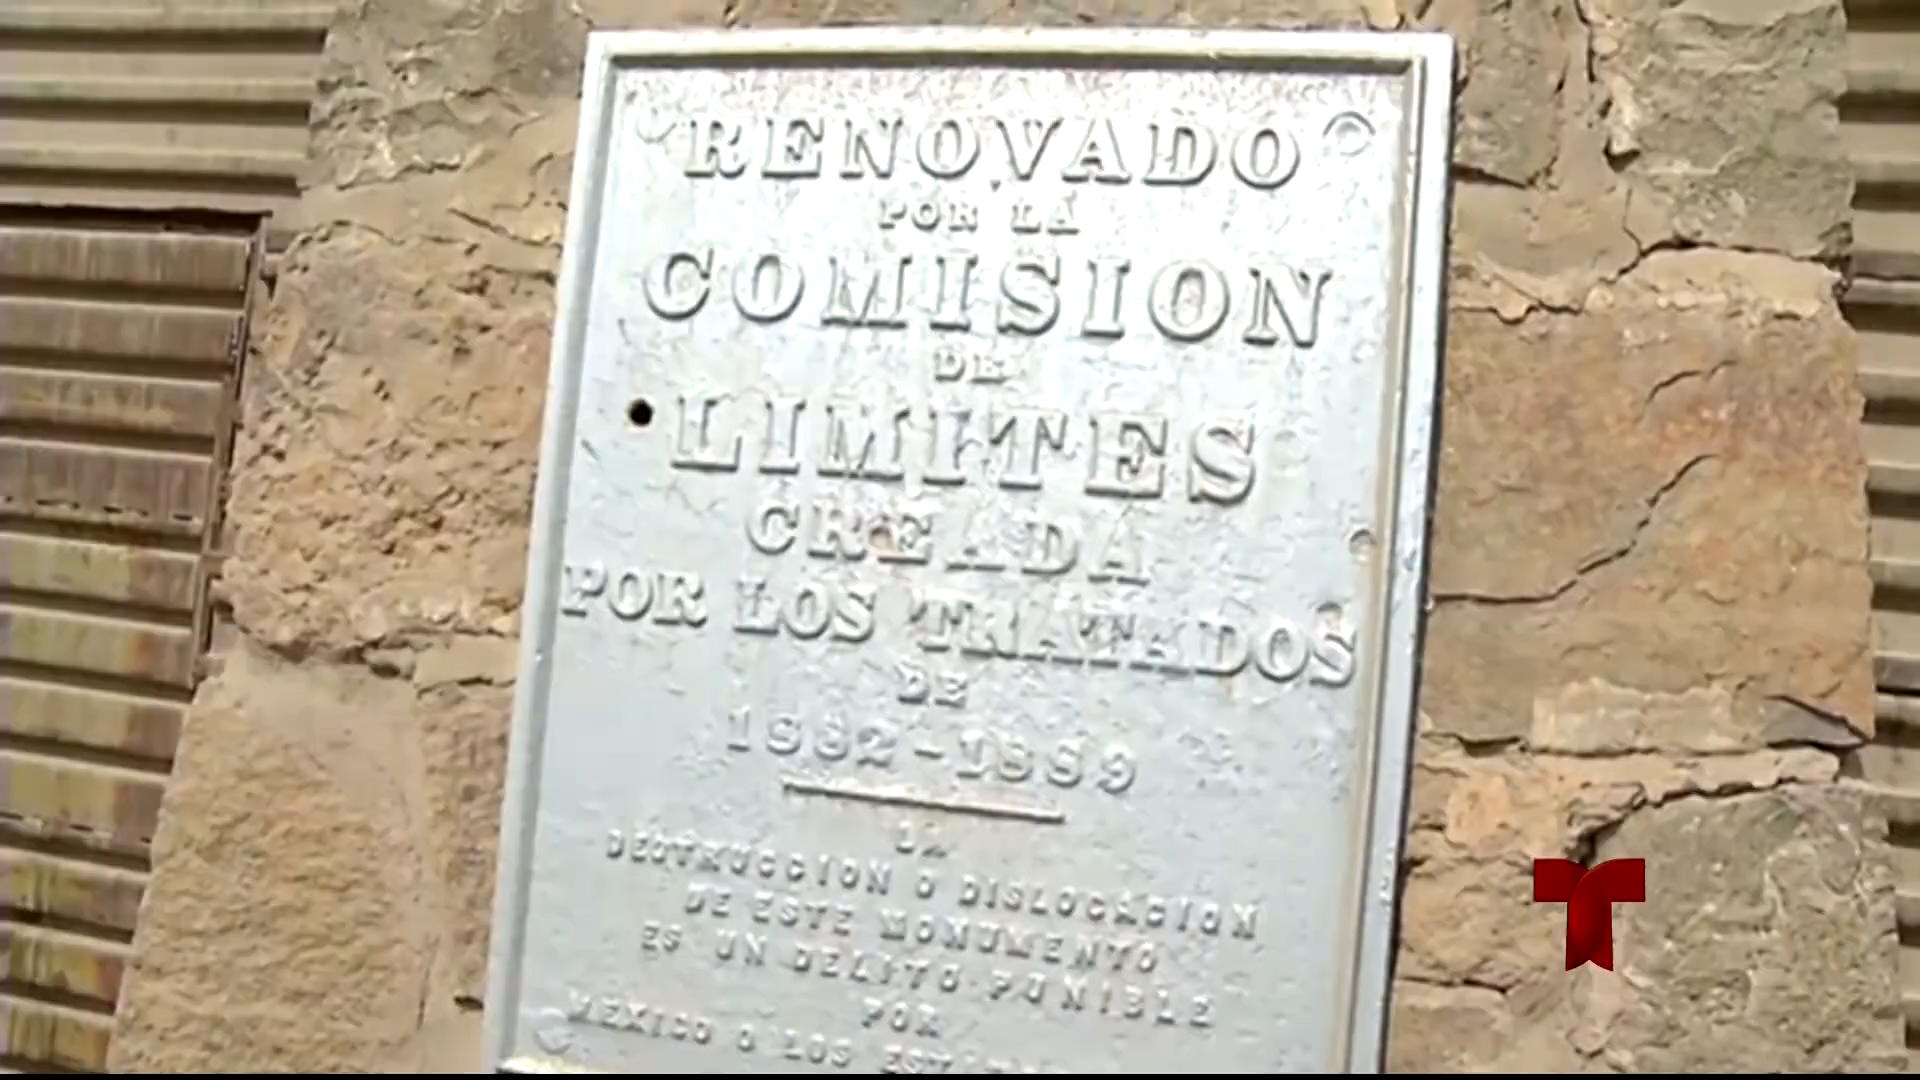 RENOVADO
POR LA
COMISION
DE
LIMITES
CREADA
POR LOS TRATADOS
DE
1882-1889
LA
DESTRUCCION O DISLOCACION
DE ESTE MONUMENTO
ES UN DELITO PUNIBLE
POR
MEXICO O LOS